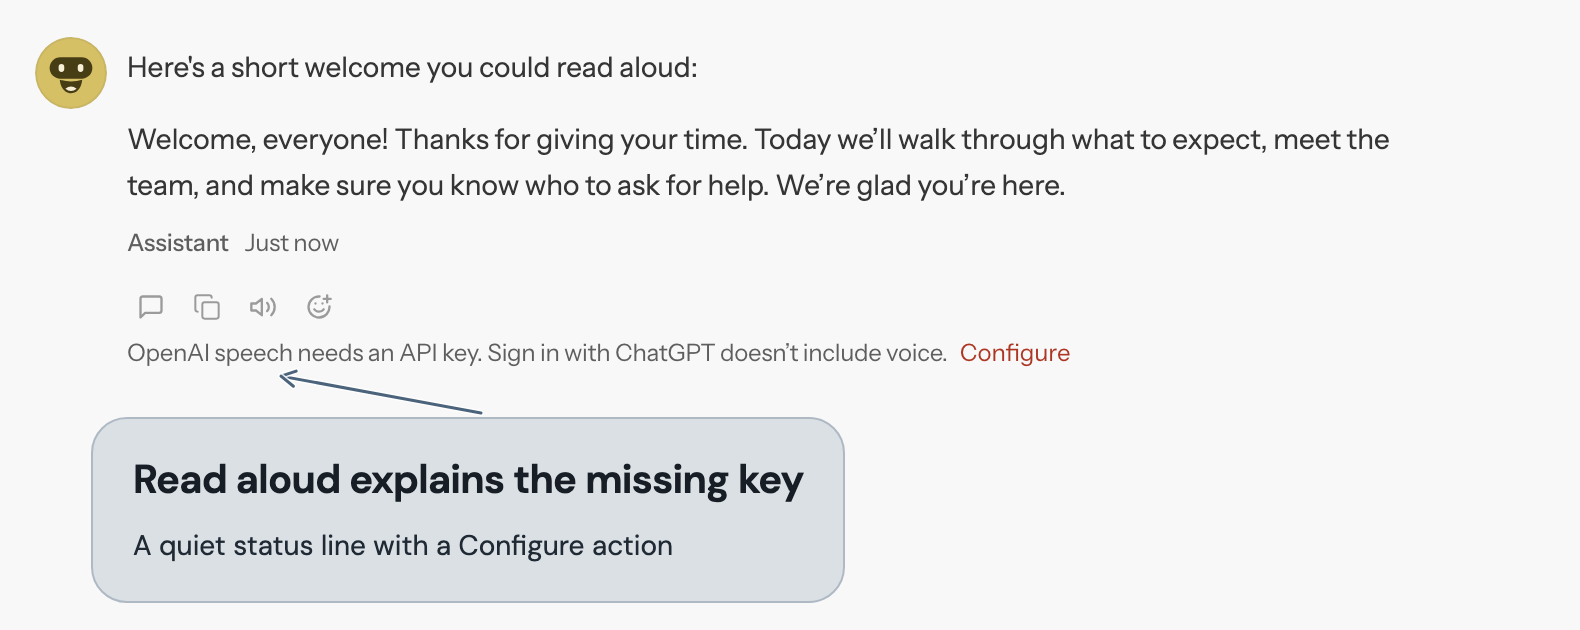 Here's a short welcome you could read aloud:
Welcome, everyone! Thanks for giving your time. Today we’ll walk through what to expect, meet the
team, and make sure you know who to ask for help. We’re glad you’re here.
Assistant Just now
OpenAI speech needs an API key. Sign in with ChatGPT doesn’t include voice. Configure
Read aloud explains the missing key
A quiet status line with a Configure action